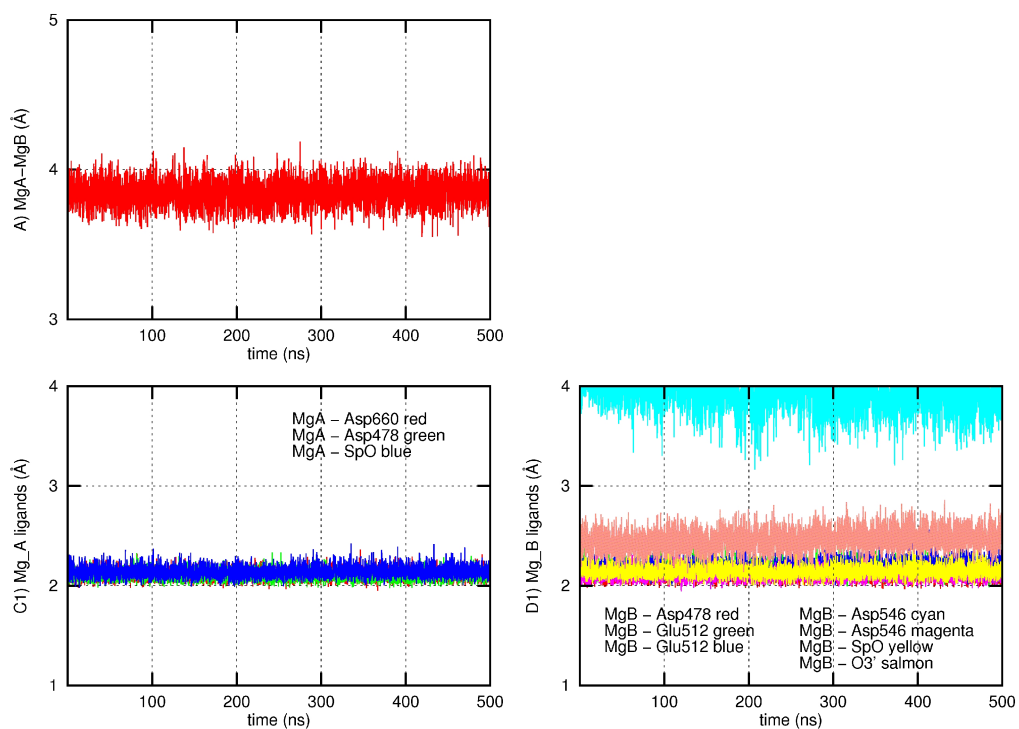 5
4
3
A) MgA−MgB (Å)
100 200 300 400 500
time (ns)
4
3
2
1
C1) Mg_A ligands (Å)
MgA − Asp660 red
MgA − Asp478 green
MgA − SpO blue
100 200 300 400 500
time (ns)
4
3
2
1
D1) Mg_B ligands (Å)
MgB − Asp478 red
MgB − Glu512 green
MgB − Glu512 blue
MgB − Asp546 cyan
MgB − Asp546 magenta
MgB − SpO yellow
MgB − O3' salmon
100 200 300 400 500
time (ns)